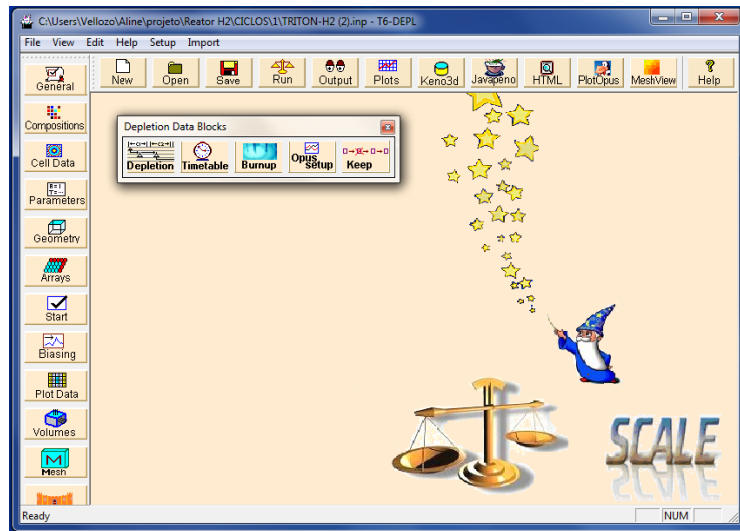 C:\Users\Vellozo\Aline\projeto\Reator H2\CICLOS\1\TRITON-H2 (2).inp - T6-DEPL
File View Edit Help Setup Import
General
New Open Save Run Output Plots Keno3d Javapeno HTML PlotOpus MeshView Help
Compositions
Cell Data
Parameters
Geometry
Arrays
Start
Biasing
Plot Data
Volumes
M
Mesh
Depletion Data Blocks
Depletion Timetable Burnup Opus setup Keep
SCALE
Ready NUM